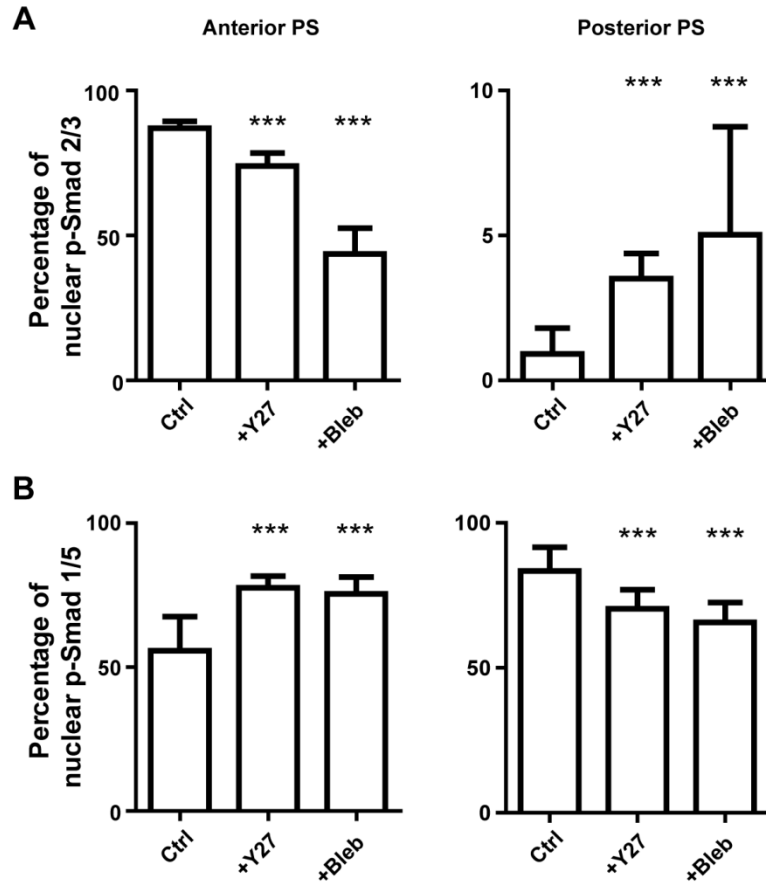 A
Anterior PS
Posterior PS
Percentage of
nuclear p-Smad 2/3
100
50
0
***
***
Ctrl
+Y27
+Bleb
10
5
0
***
***
Ctrl
+Y27
+Bleb
B
Percentage of
nuclear p-Smad 1/5
100
50
0
***
***
Ctrl
+Y27
+Bleb
100
50
0
***
***
Ctrl
+Y27
+Bleb